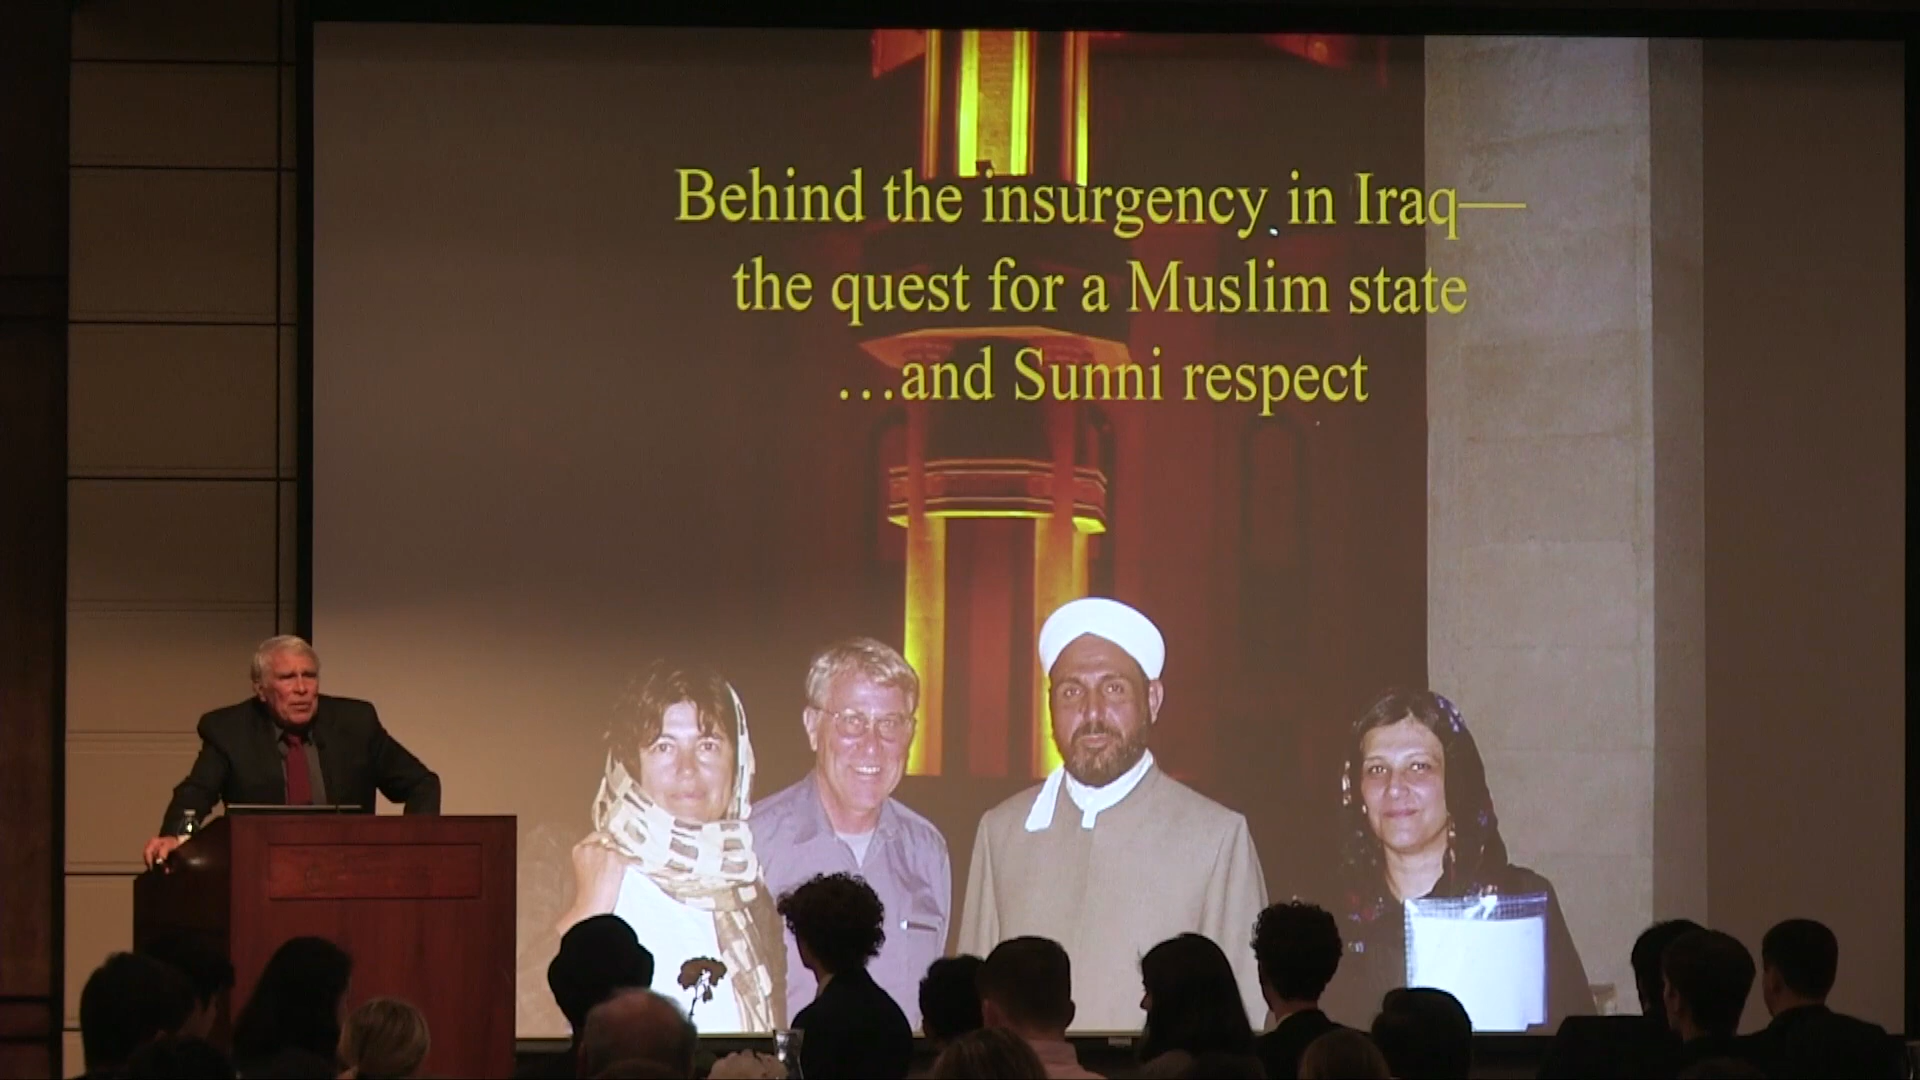 Behind the insurgency in Iraq—
the quest for a Muslim state
…and Sunni respect